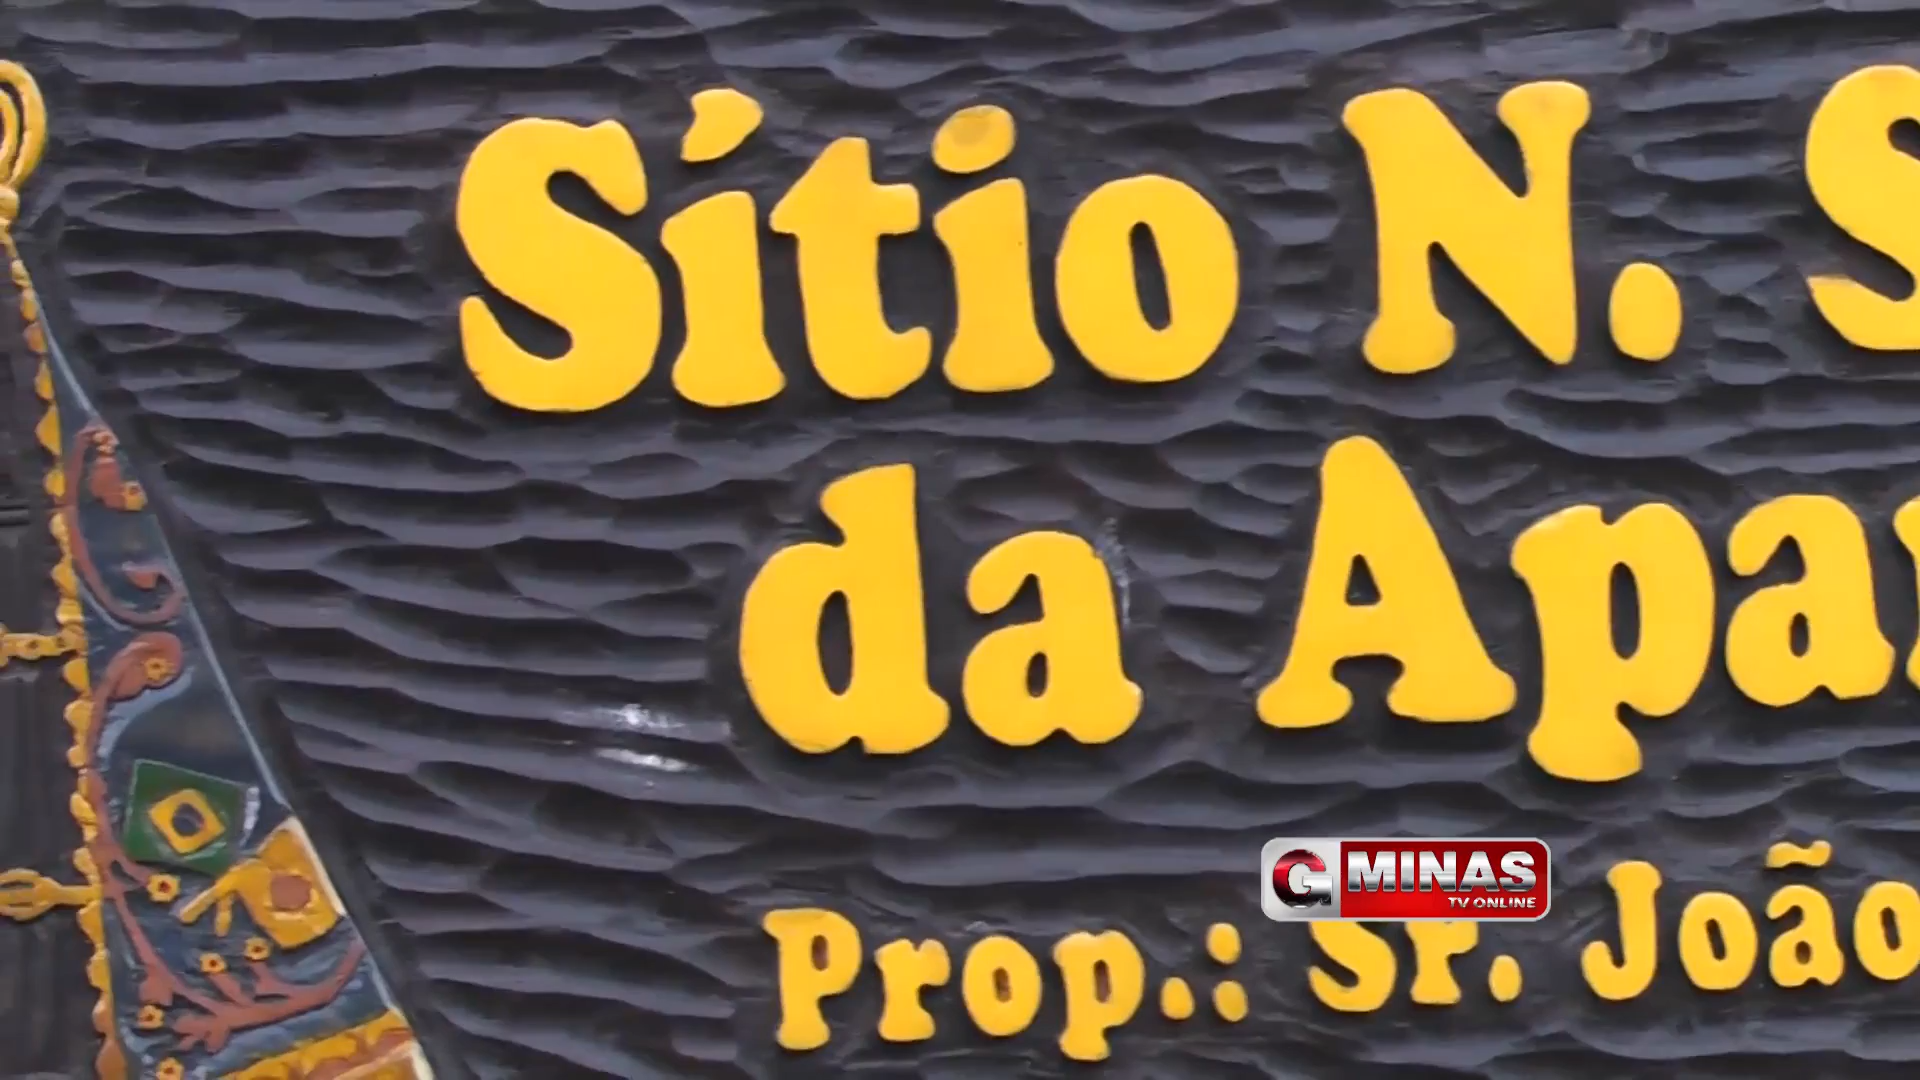 Sítio N. S
da Apa
Prop.: Sr. João
G MINAS
TV ONLINE